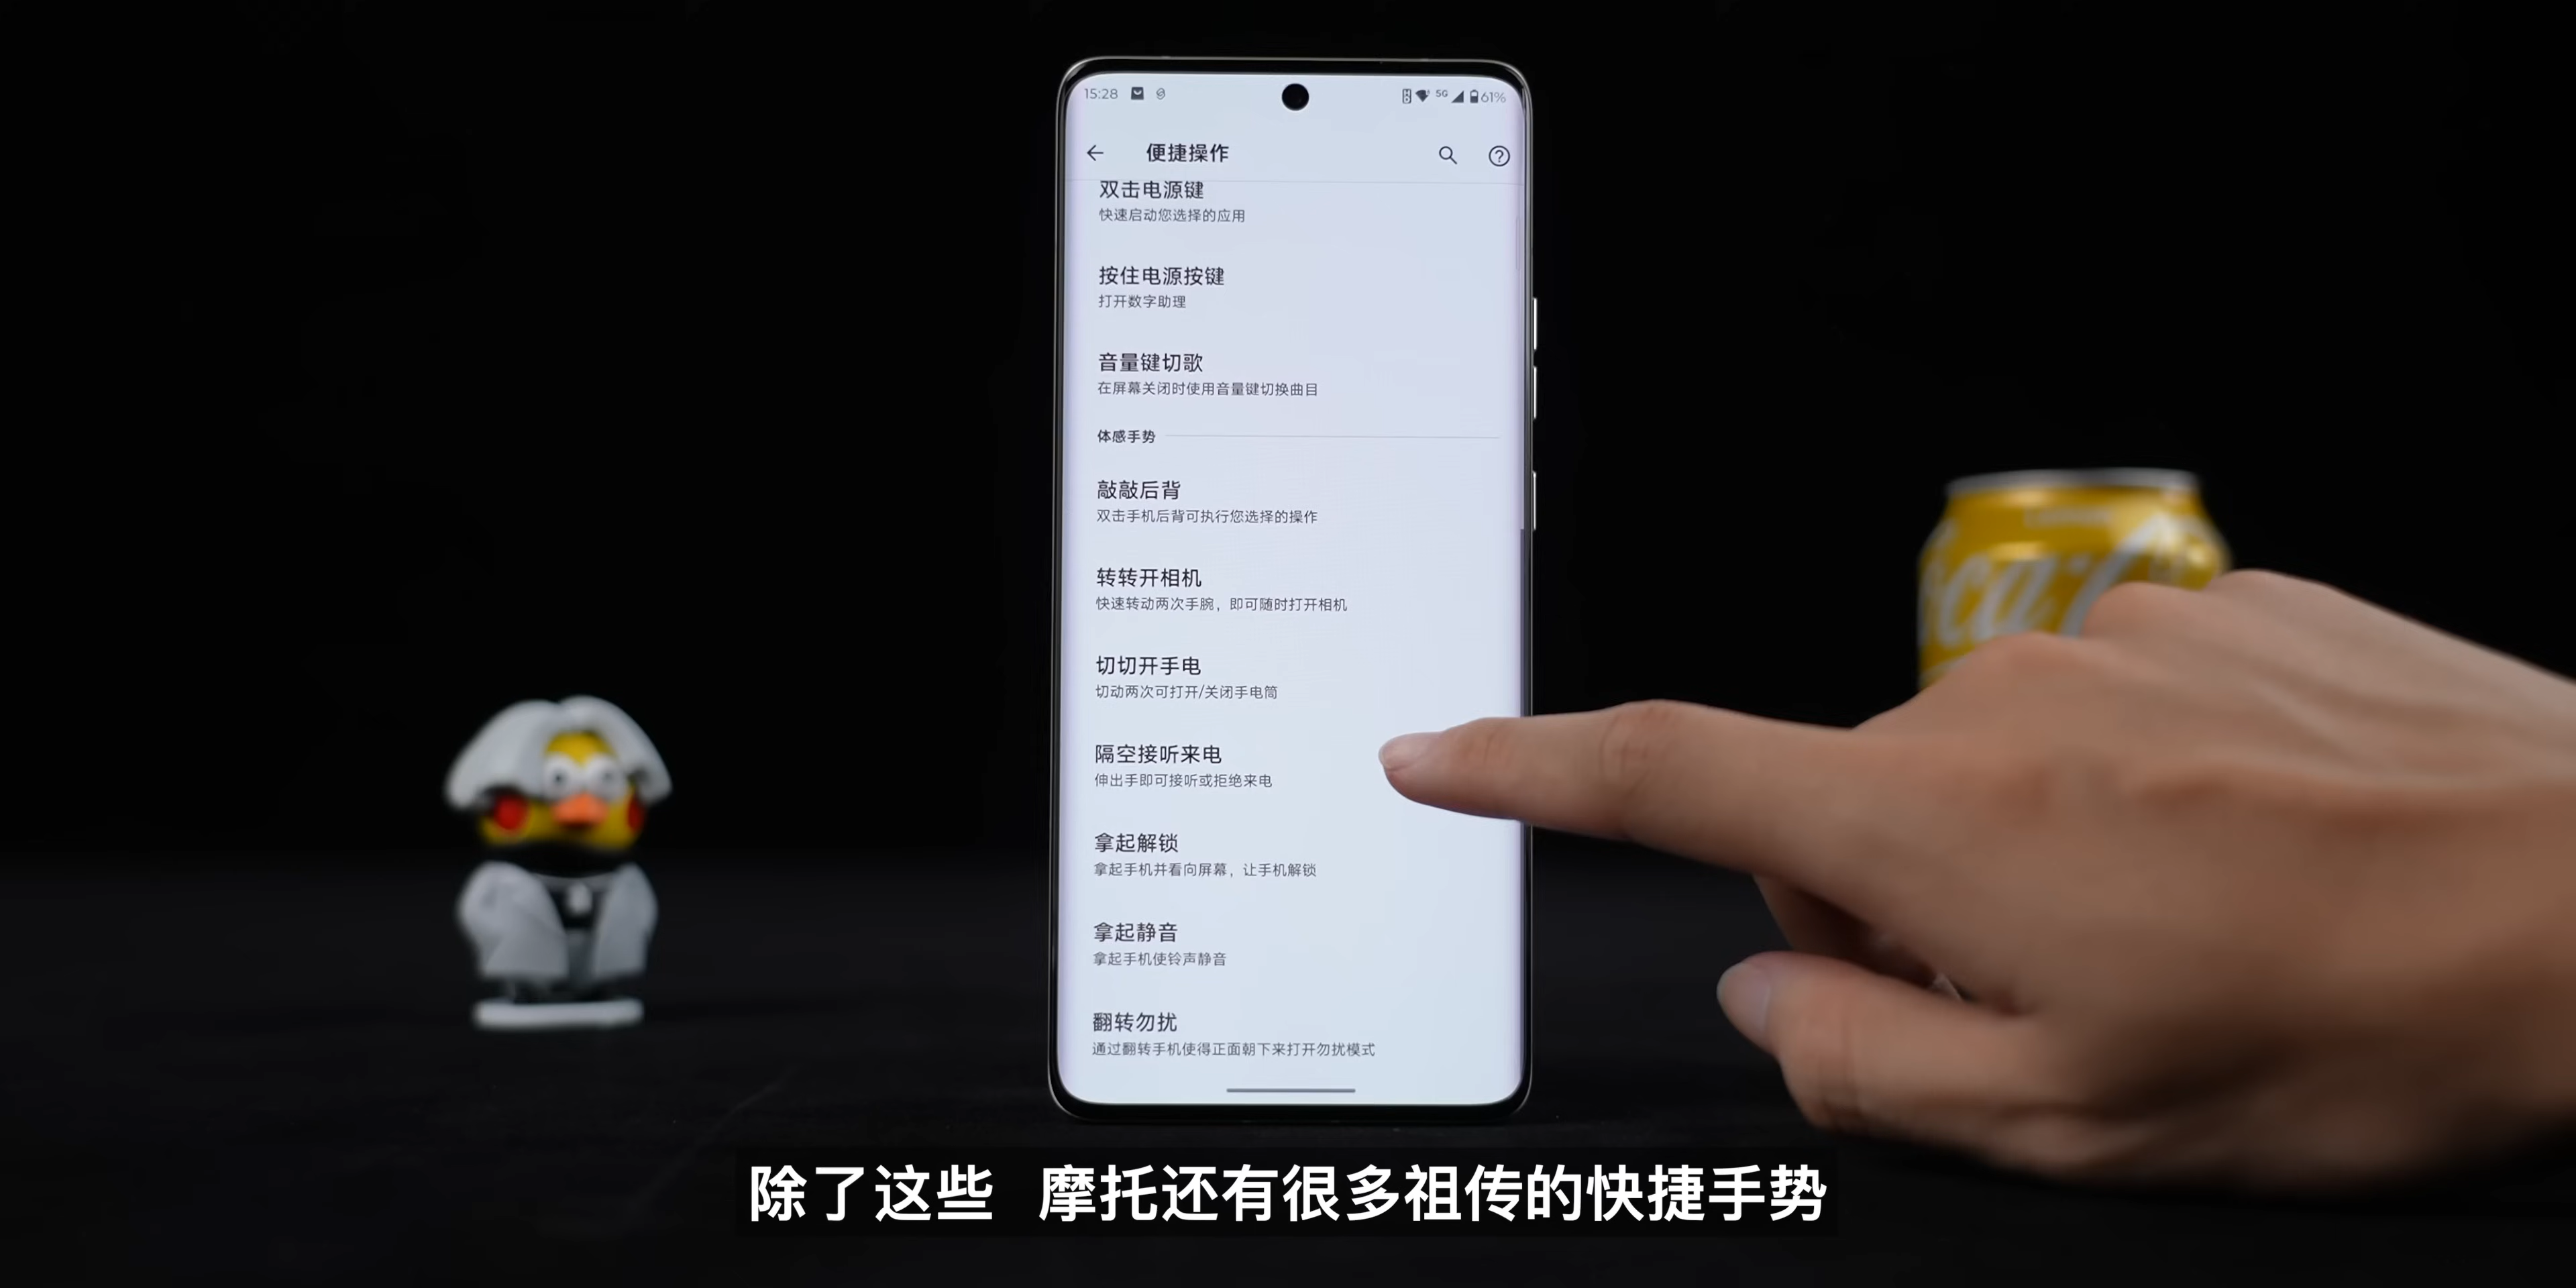 15:28
5G 61%
便捷操作
双击电源键
快速启动您选择的应用
按住电源按键
打开数字助理
音量键切歌
在屏幕关闭时使用音量键切换曲目
体感手势
敲敲后背
双击手机后背可执行您选择的操作
转转开相机
快速转动两次手腕，即可随时打开相机
切切开手电
切动两次可打开/关闭手电筒
隔空接听来电
伸出手即可接听或拒绝来电
拿起解锁
拿起手机并看向屏幕，让手机解锁
拿起静音
拿起手机使铃声静音
翻转勿扰
通过翻转手机使得正面朝下来打开勿扰模式
除了这些 摩托还有很多祖传的快捷手势